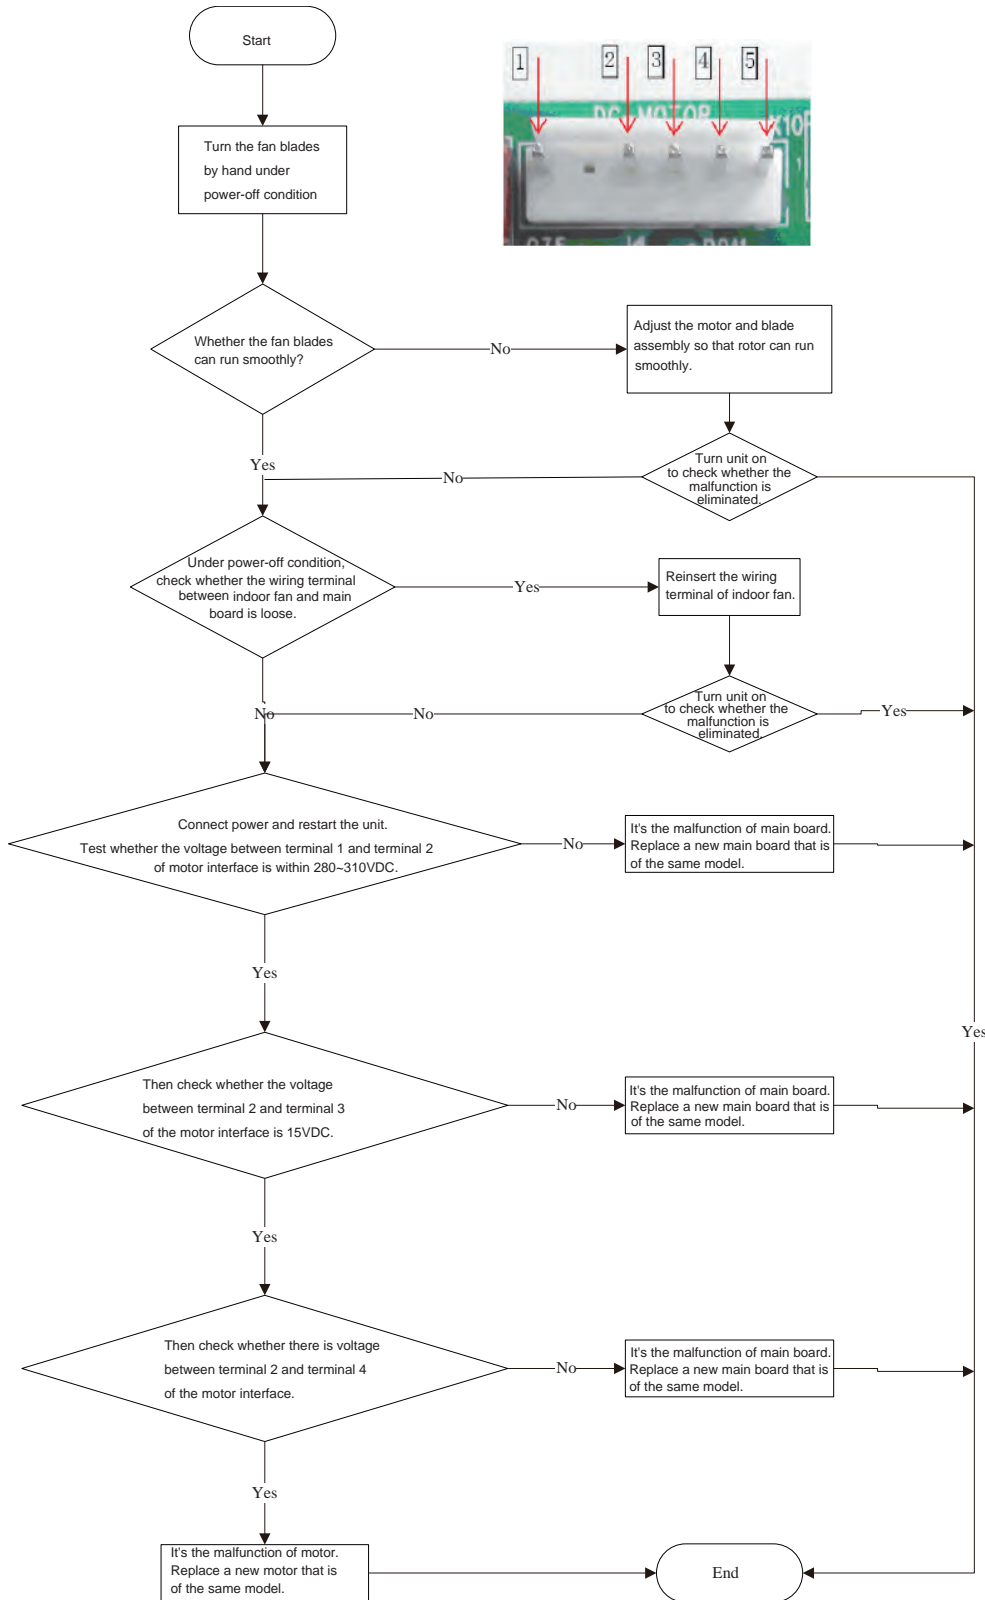 Start
1
2
3
4
5
DC MOTOR
Turn the fan blades
by hand under
power-off condition
Whether the fan blades
can run smoothly?
No
Adjust the motor and blade
assembly so that rotor can run
smoothly.
Yes
No
Turn unit on
to check whether the
malfunction is
eliminated.
Under power-off condition,
check whether the wiring terminal
between indoor fan and main
board is loose.
Yes
Reinsert the wiring
terminal of indoor fan.
No
No
Turn unit on
to check whether the
malfunction is
eliminated.
Yes
Connect power and restart the unit.
Test whether the voltage between terminal 1 and terminal 2
of motor interface is within 280~310VDC.
No
It's the malfunction of main board.
Replace a new main board that is
of the same model.
Yes
Yes
Then check whether the voltage
between terminal 2 and terminal 3
of the motor interface is 15VDC.
No
It's the malfunction of main board.
Replace a new main board that is
of the same model.
Yes
Then check whether there is voltage
between terminal 2 and terminal 4
of the motor interface.
No
It's the malfunction of main board.
Replace a new main board that is
of the same model.
Yes
It's the malfunction of motor.
Replace a new motor that is
of the same model.
End